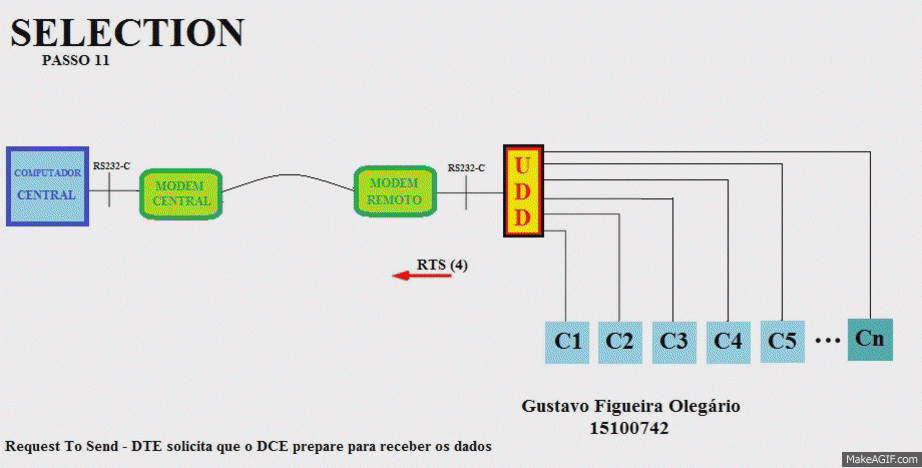 SELECTION
PASSO 11
COMPUTADOR
CENTRAL
RS232-C
MODEM
CENTRAL
MODEM
REMOTO
RS232-C
U
D
D
RTS (4)
C1
C2
C3
C4
C5
...
Cn
Gustavo Figueira Olegário
15100742
Request To Send - DTE solicita que o DCE prepare para receber os dados
MakeAGIF.com